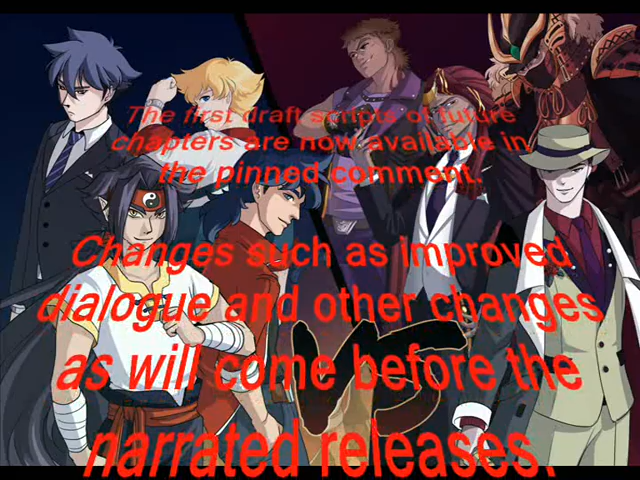 The first draft scripts of future
chapters are now available in
the pinned comment.
Changes such as improved
dialogue and other changes
as will come before the
narrated releases.
VS